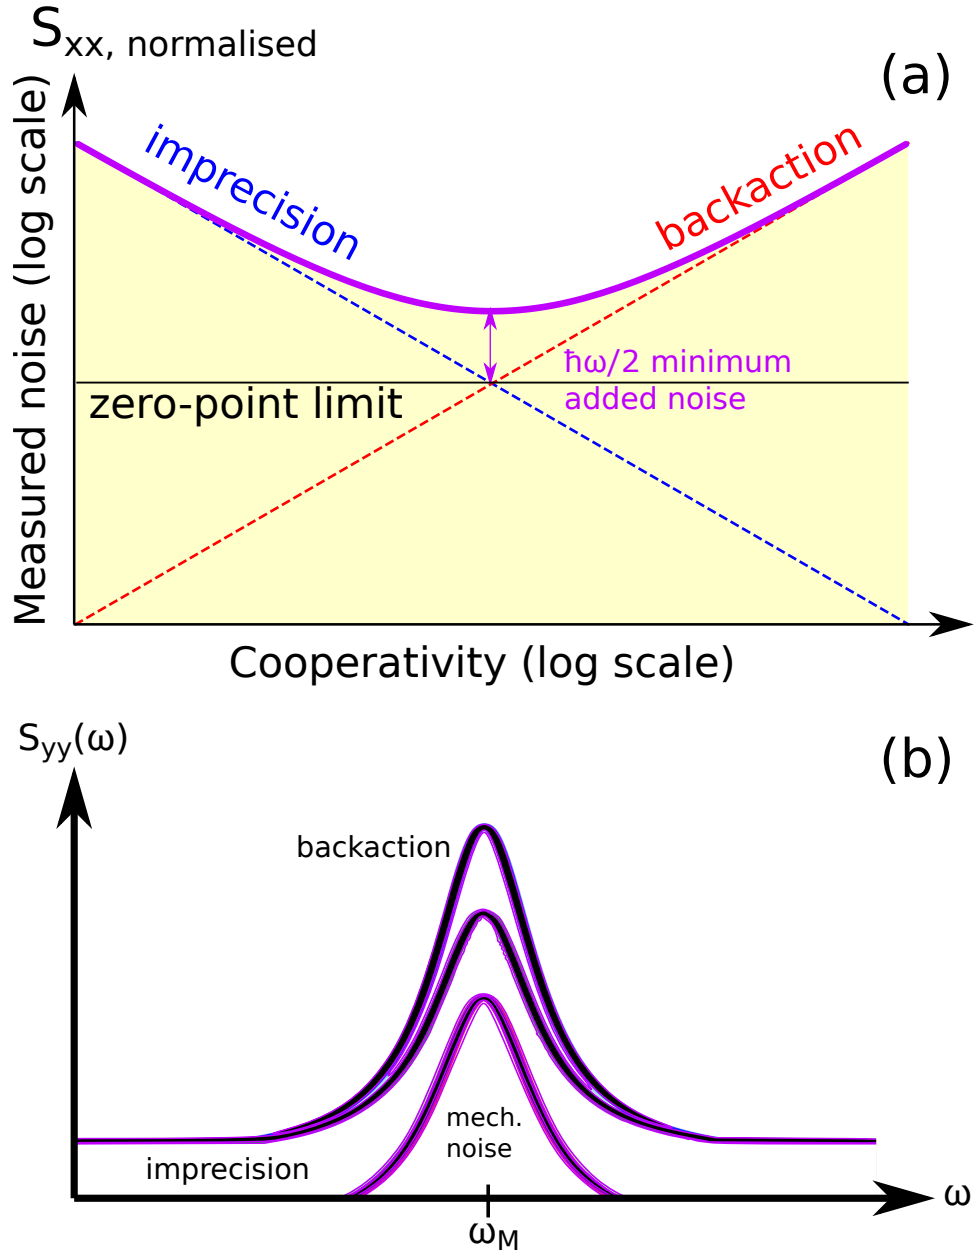 Sxx, normalised
(a)
Measured noise (log scale)
imprecision
backaction
ħω/2 minimum
added noise
zero-point limit
Cooperativity (log scale)
Syy(ω)
(b)
backaction
mech.
noise
imprecision
ω
ωM